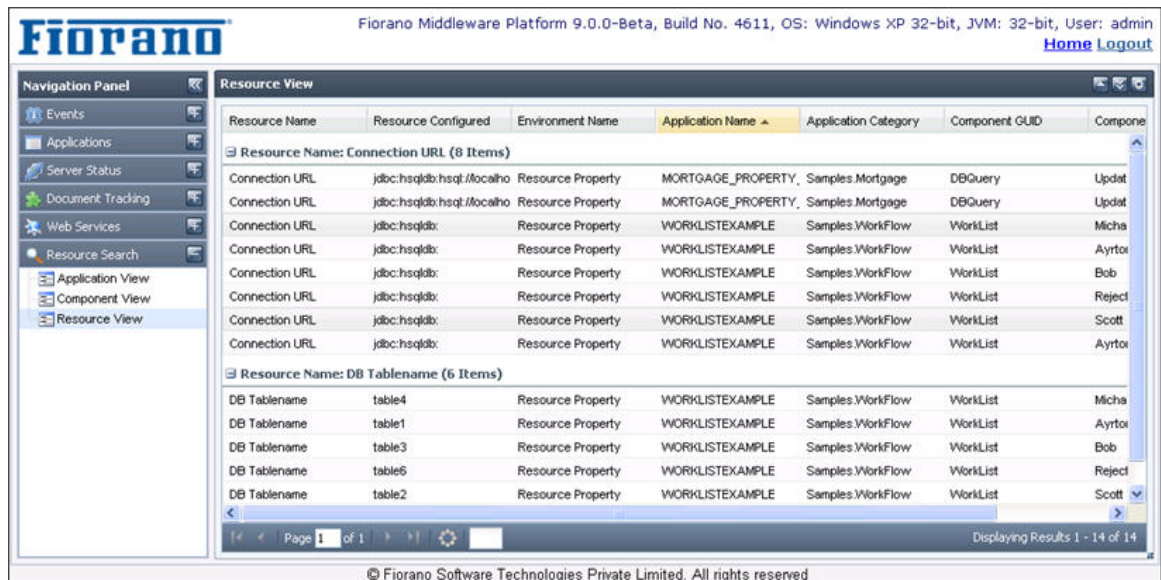 Fiorano
Fiorano Middleware Platform 9.0.0-Beta, Build No. 4611, OS: Windows XP 32-bit, JVM: 32-bit, User: admin
Home Logout
Navigation Panel
Events
Applications
Server Status
Document Tracking
Web Services
Resource Search
Application View
Component View
Resource View
Resource View
Resource Name Resource Configured Environment Name Application Name Application Category Component GUID Compone
Resource Name: Connection URL (8 Items)
Connection URL jdbc:hsqldb:hsql://localho Resource Property MORTGAGE_PROPERTY_ Samples.Mortgage DBQuery Updat
Connection URL jdbc:hsqldb:hsql://localho Resource Property MORTGAGE_PROPERTY_ Samples.Mortgage DBQuery Updat
Connection URL jdbc:hsqldb: Resource Property WORKLISTEXAMPLE Samples.WorkFlow WorkList Micha
Connection URL jdbc:hsqldb: Resource Property WORKLISTEXAMPLE Samples.WorkFlow WorkList Ayrton
Connection URL jdbc:hsqldb: Resource Property WORKLISTEXAMPLE Samples.WorkFlow WorkList Bob
Connection URL jdbc:hsqldb: Resource Property WORKLISTEXAMPLE Samples.WorkFlow WorkList Reject
Connection URL jdbc:hsqldb: Resource Property WORKLISTEXAMPLE Samples.WorkFlow WorkList Scott
Connection URL jdbc:hsqldb: Resource Property WORKLISTEXAMPLE Samples.WorkFlow WorkList Ayrton
Resource Name: DB Tablename (6 Items)
DB Tablename table4 Resource Property WORKLISTEXAMPLE Samples.WorkFlow WorkList Micha
DB Tablename table1 Resource Property WORKLISTEXAMPLE Samples.WorkFlow WorkList Ayrton
DB Tablename table3 Resource Property WORKLISTEXAMPLE Samples.WorkFlow WorkList Bob
DB Tablename table6 Resource Property WORKLISTEXAMPLE Samples.WorkFlow WorkList Reject
DB Tablename table2 Resource Property WORKLISTEXAMPLE Samples.WorkFlow WorkList Scott
Page 1 of 1
Displaying Results 1 - 14 of 14
© Fiorano Software Technologies Private Limited. All rights reserved